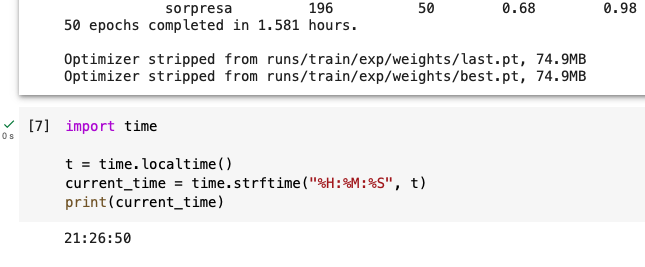 sorpresa 196 50 0.68 0.98
50 epochs completed in 1.581 hours.
Optimizer stripped from runs/train/exp/weights/last.pt, 74.9MB
Optimizer stripped from runs/train/exp/weights/best.pt, 74.9MB
[7] import time
0 s
t = time.localtime()
current_time = time.strftime("%H:%M:%S", t)
print(current_time)
21:26:50